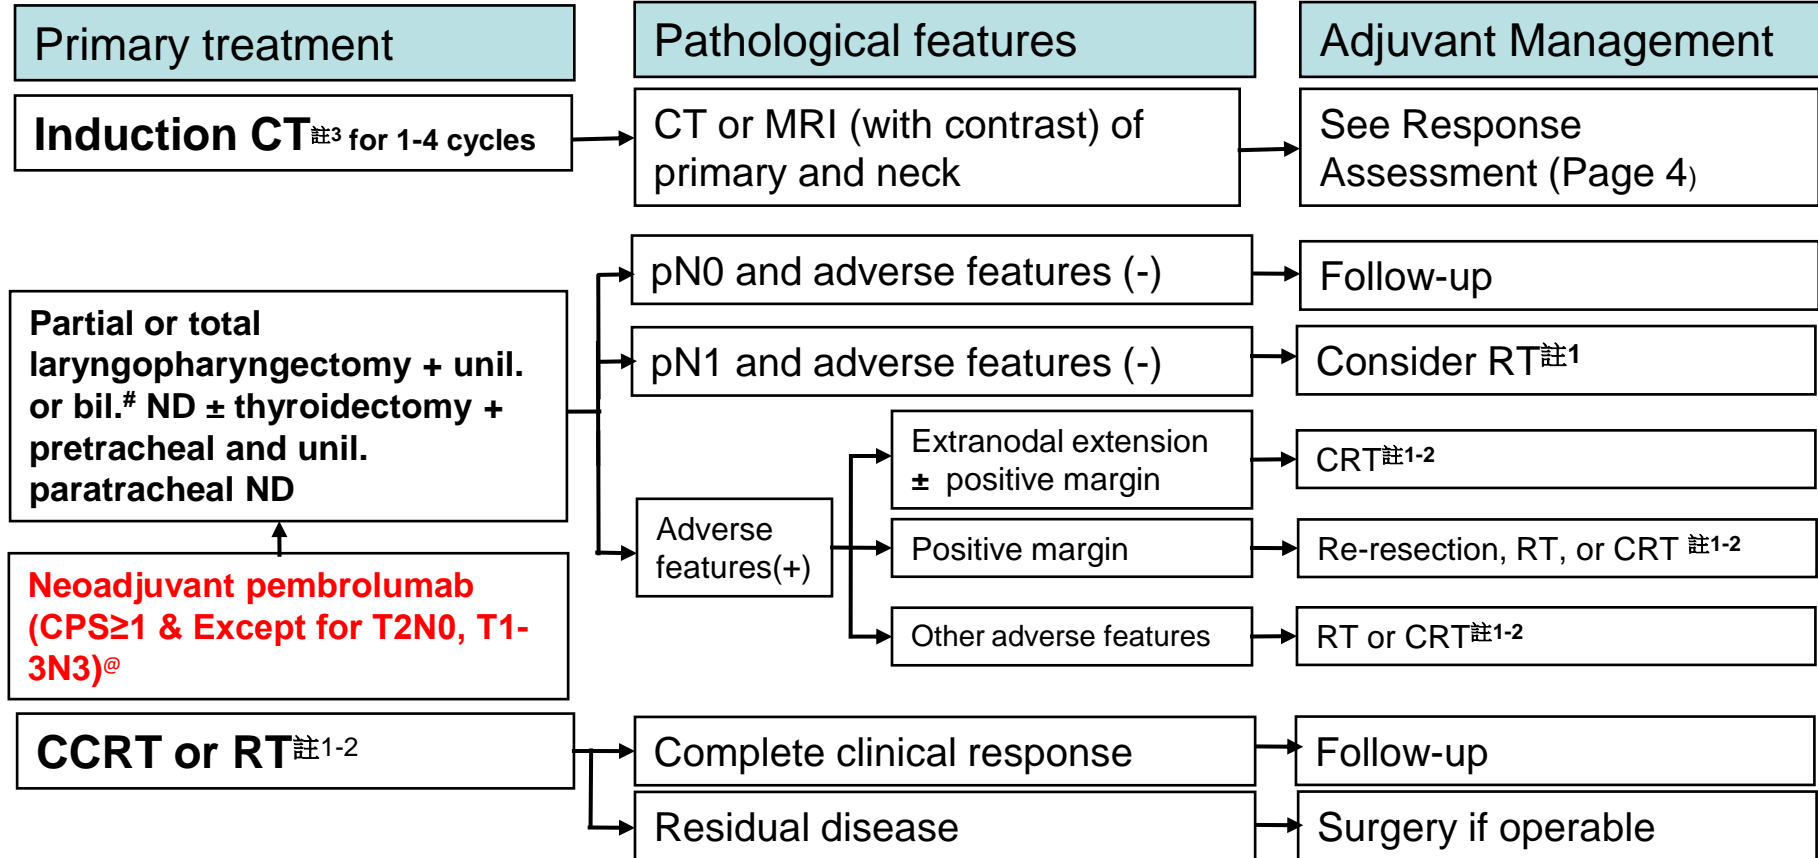 Primary treatment
Pathological features
Adjuvant Management
Induction CT註3 for 1-4 cycles
CT or MRI (with contrast) of
primary and neck
See Response
Assessment (Page 4)
Partial or total
laryngopharyngectomy + unil.
or bil.# ND ± thyroidectomy +
pretracheal and unil.
paratracheal ND
pN0 and adverse features (-)
Follow-up
pN1 and adverse features (-)
Consider RT註1
Adverse
features(+)
Extranodal extension
± positive margin
CRT註1-2
Positive margin
Re-resection, RT, or CRT 註1-2
Other adverse features
RT or CRT註1-2
Neoadjuvant pembrolumab
(CPS≥1 & Except for T2N0, T1-
3N3)@
CCRT or RT註1-2
Complete clinical response
Follow-up
Residual disease
Surgery if operable